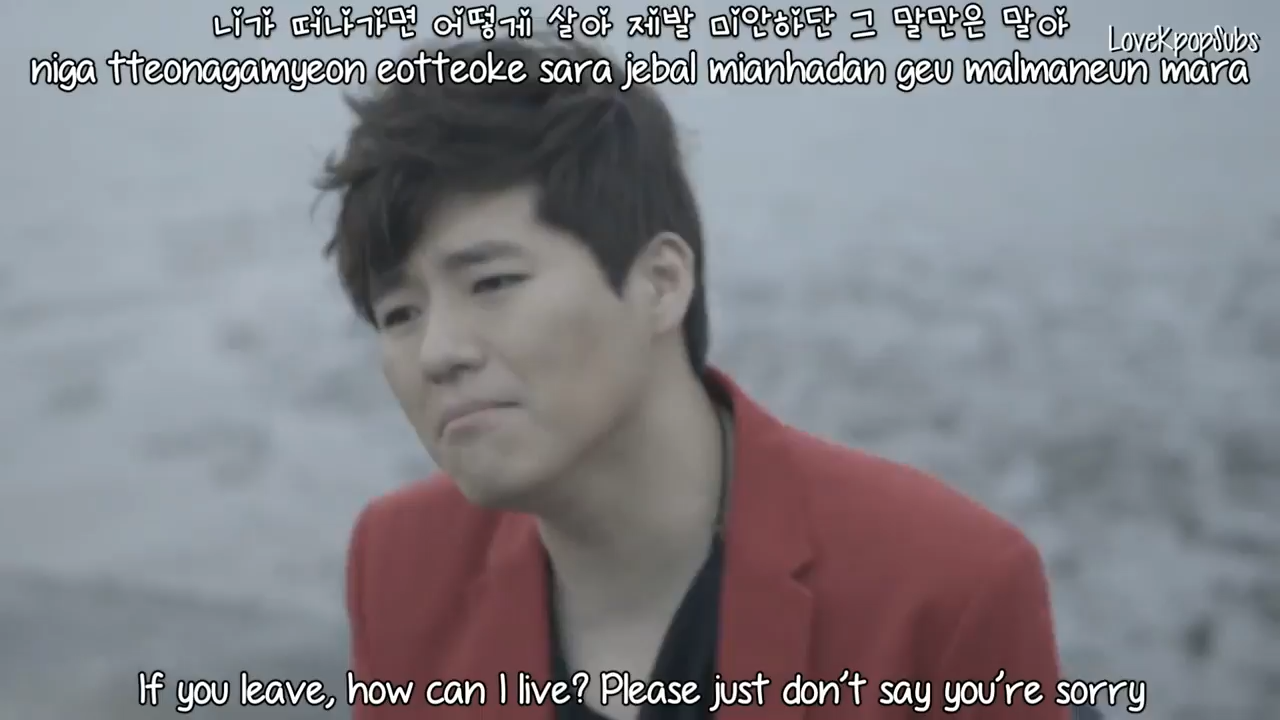 니가 떠나가면 어떻게 살아 제발 미안하단 그 말만은 말아
LoveKpopSubs
niga tteonagamyeon eotteoke sara jebal mianhadan geu malmaneun mara
If you leave, how can I live? Please just don't say you're sorry